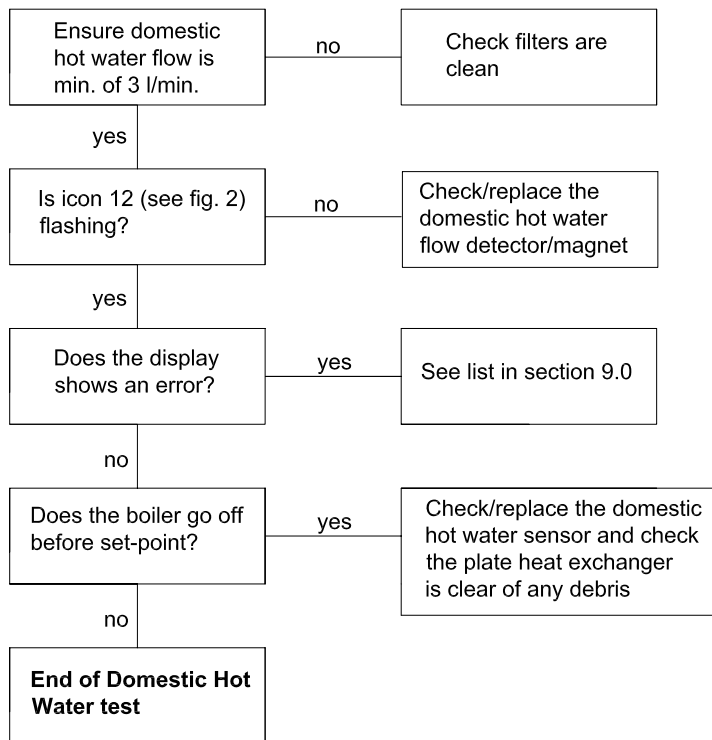 Ensure domestic
hot water flow is
min. of 3 l/min.
no
Check filters are
clean
yes
Is icon 12 (see fig. 2)
flashing?
no
Check/replace the
domestic hot water
flow detector/magnet
yes
Does the display
shows an error?
yes
See list in section 9.0
no
Does the boiler go off
before set-point?
yes
Check/replace the domestic
hot water sensor and check
the plate heat exchanger
is clear of any debris
no
End of Domestic Hot
Water test